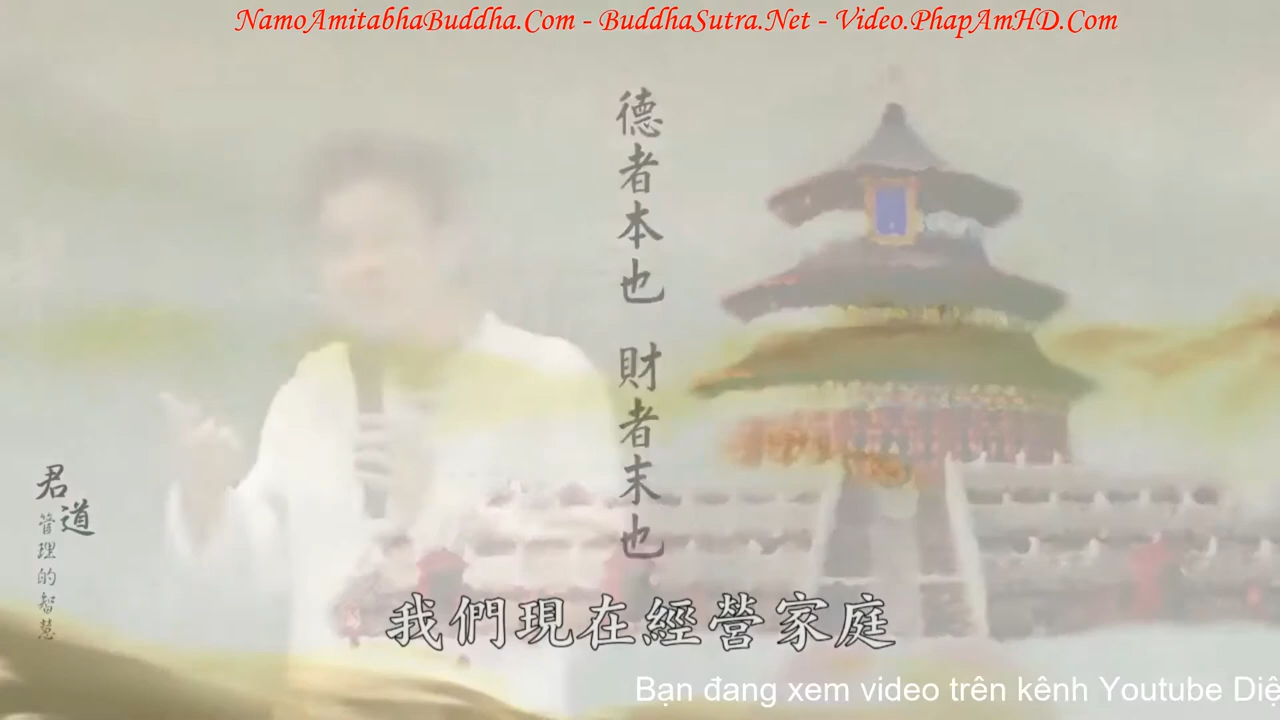 NamoAmitabhaBuddha.Com - BuddhaSutra.Net - Video.PhapAmHD.Com
德者本也 財者末也
君道
管理的智慧
我們現在經營家庭
Bạn đang xem video trên kênh Youtube Diệ